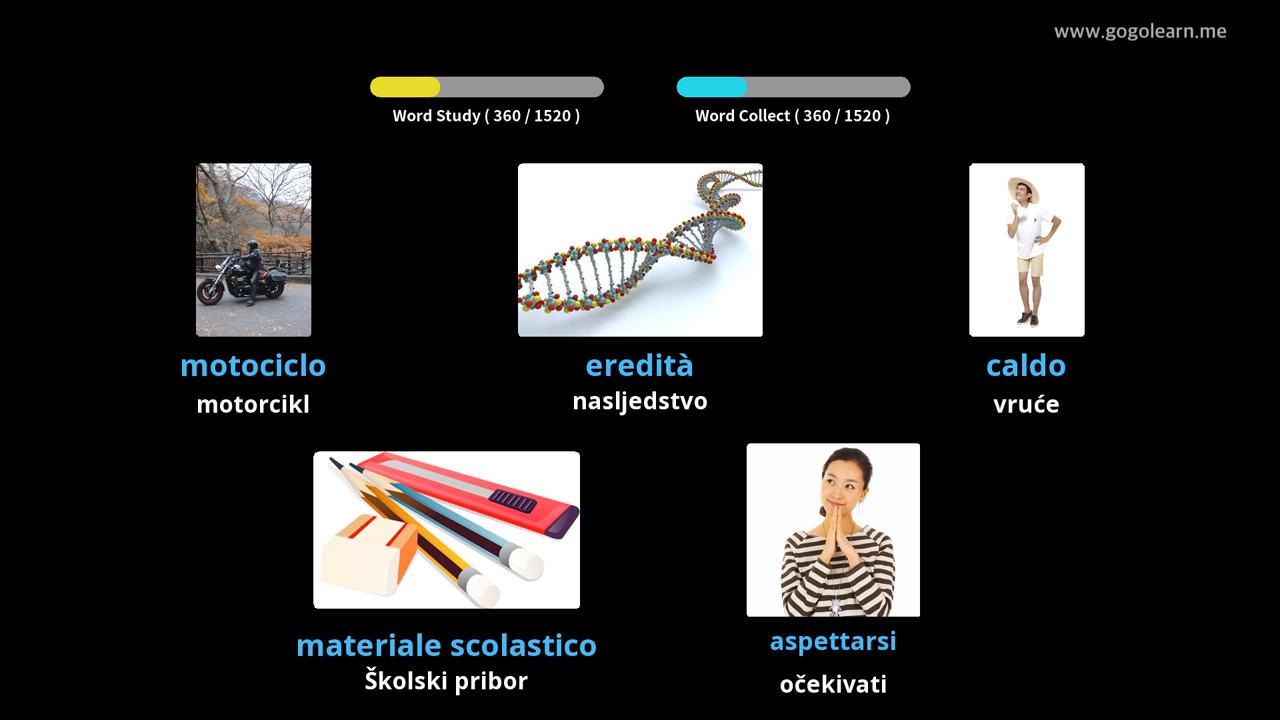 www.gogolearn.me
Word Study ( 360 / 1520 )
Word Collect ( 360 / 1520 )
motociclo
motorcikl
eredità
nasljedstvo
caldo
vruće
materiale scolastico
Školski pribor
aspettarsi
očekivati